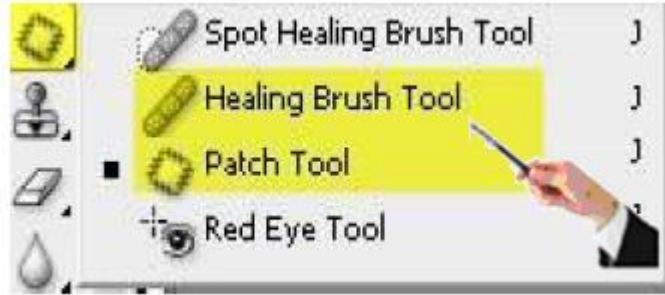 Spot Healing Brush Tool J
Healing Brush Tool J
Patch Tool J
Red Eye Tool